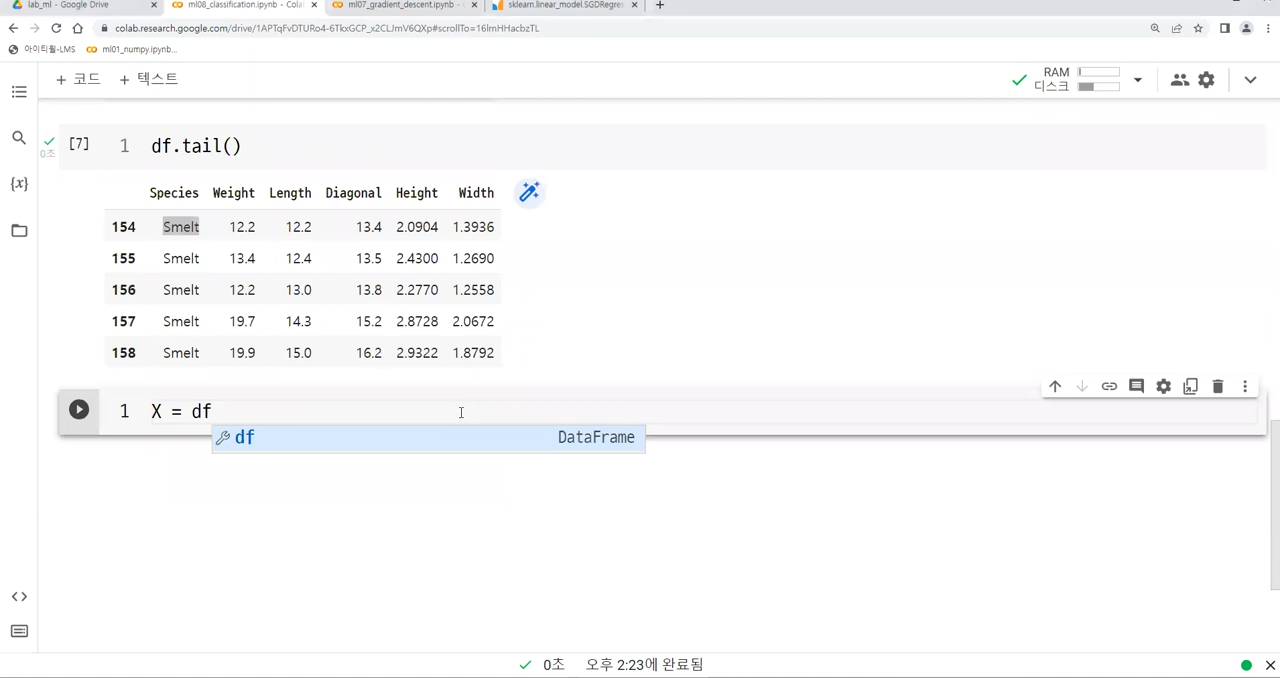 lab_ml - Google Drive
ml08_classification.ipynb - Colab
ml07_gradient_descent.ipynb -
sklearn.linear_model.SGDRegres
colab.research.google.com/drive/1APTqFvDTURo4-6TkxGCP_x2CLJmV6QXp#scrollTo=16lmHHacbzTL
아이티윌-LMS
ml01_numpy.ipynb...
+ 코드 + 텍스트
RAM
디스크
[7] 1 df.tail()
0초
Species Weight Length Diagonal Height Width
154 Smelt 12.2 12.2 13.4 2.0904 1.3936
155 Smelt 13.4 12.4 13.5 2.4300 1.2690
156 Smelt 12.2 13.0 13.8 2.2770 1.2558
157 Smelt 19.7 14.3 15.2 2.8728 2.0672
158 Smelt 19.9 15.0 16.2 2.9322 1.8792
1 X = df
df DataFrame
0초 오후 2:23에 완료됨